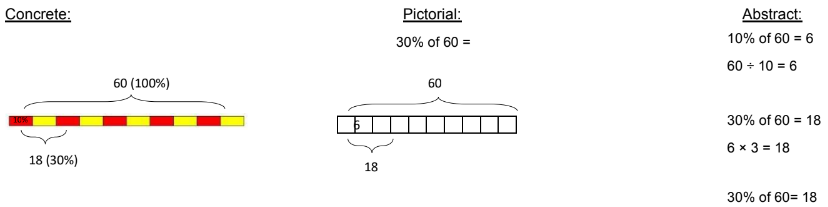 Concrete:
60 (100%)
10%
18 (30%)
Pictorial:
30% of 60 =
60
6
18
Abstract:
10% of 60 = 6
60 ÷ 10 = 6
30% of 60 = 18
6 × 3 = 18
30% of 60= 18